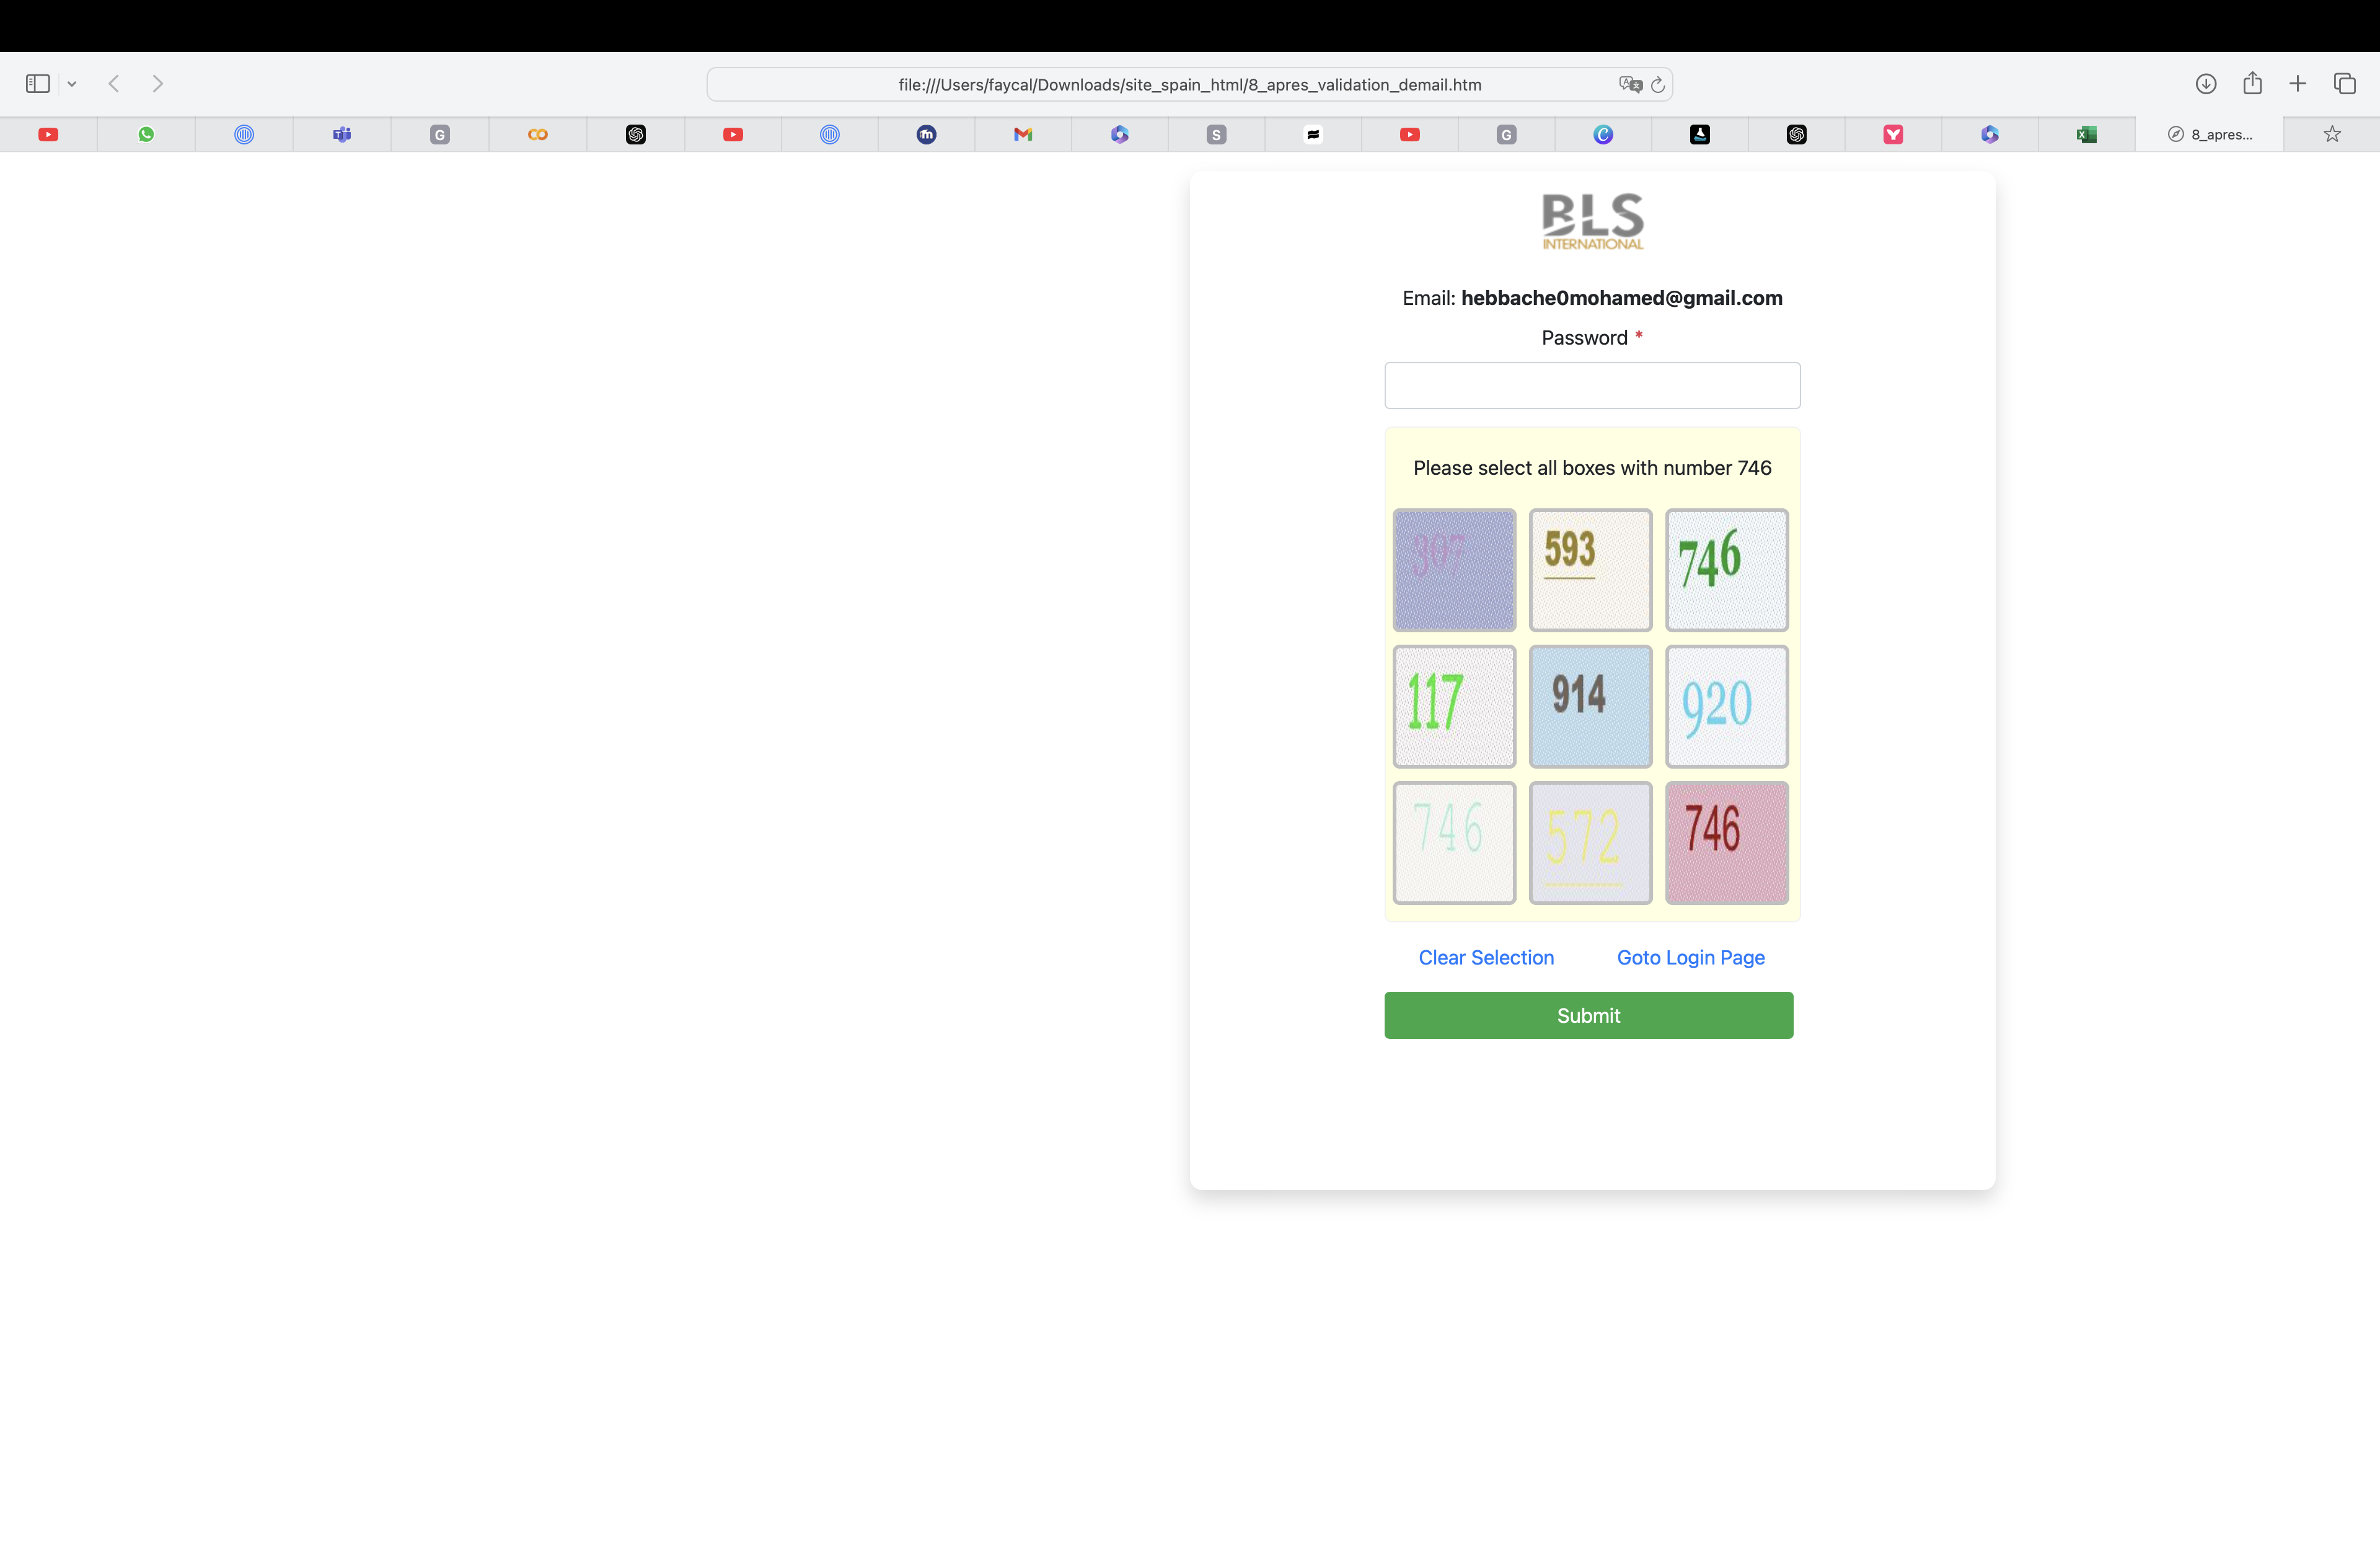 file:///Users/faycal/Downloads/site_spain_html/8_apres_validation_demail.htm
8_apres...
BLS
INTERNATIONAL
Email: hebbache0mohamed@gmail.com
Password *
Please select all boxes with number 746
307 593 746
117 914 920
746 572 746
Clear Selection Goto Login Page
Submit